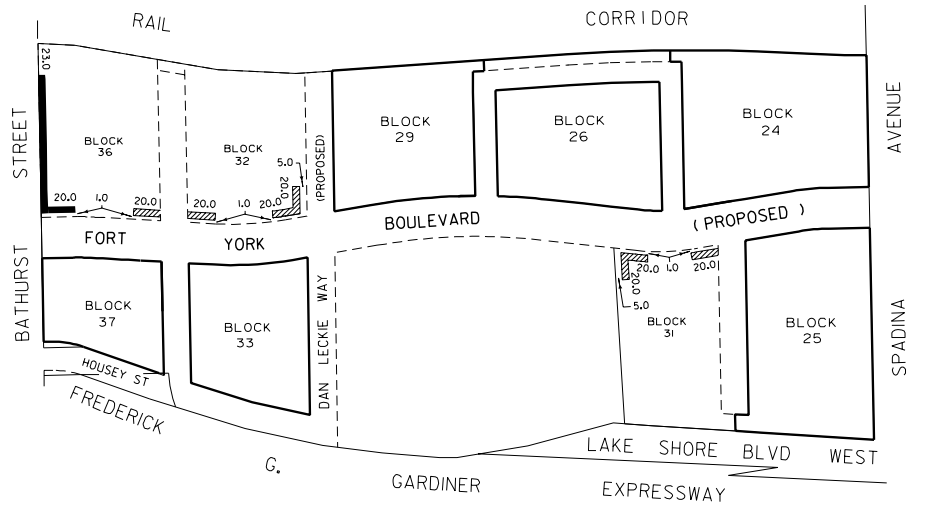 RAIL CORRIDOR
23.0
STREET
BLOCK
36
BLOCK
32
(PROPOSED)
BLOCK
29
BLOCK
26
BLOCK
24
AVENUE
5.0
20.0
20.0 1.0 20.0
20.0 1.0 20.0
FORT YORK BOULEVARD (PROPOSED)
BATHURST
BLOCK
37
BLOCK
33
DAN LECKIE WAY
20.0 1.0 20.0
20.0
5.0
BLOCK
31
BLOCK
25
SPADINA
HOUSEY ST
FREDERICK G. GARDINER EXPRESSWAY
LAKE SHORE BLVD WEST